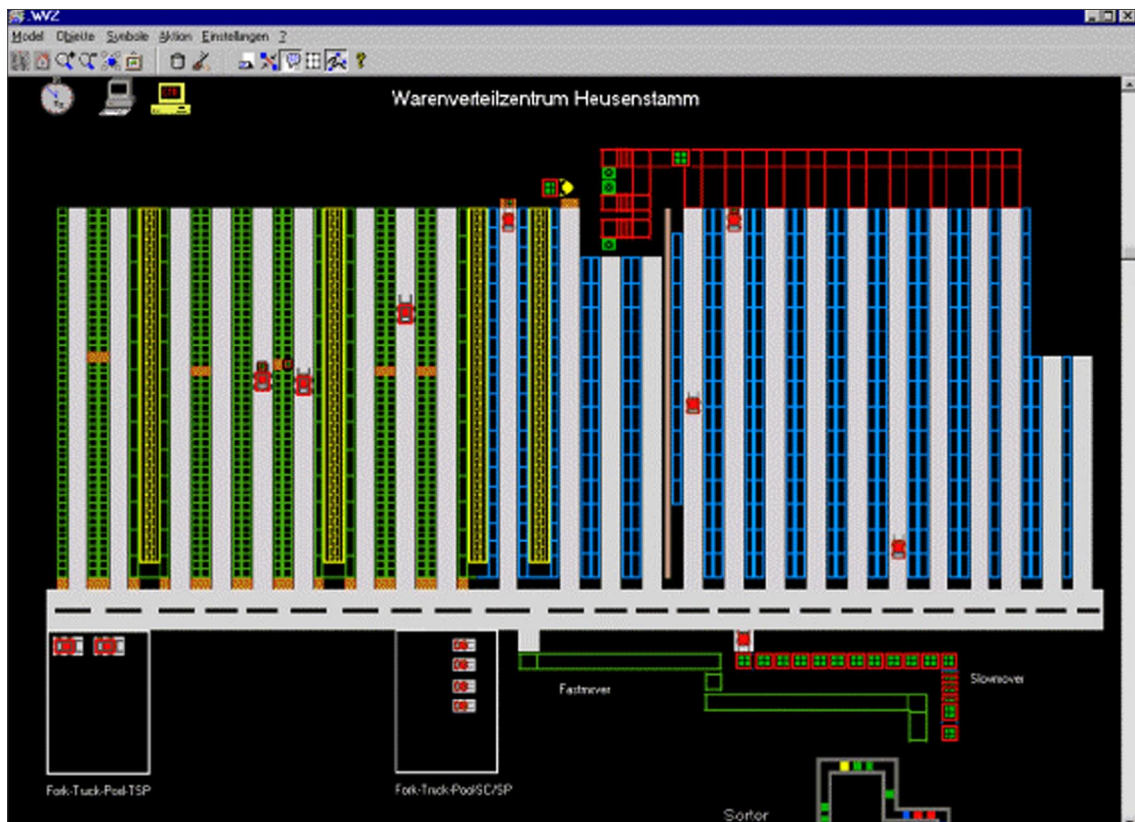 .WVZ
Model Objekte Symbole Aktion Einstellungen ?
Warenverteilzentrum Heusenstamm
Fastmover
Slowmover
Fork-Truck-Pool-TSP
Fork-Truck-Pool-SC/SP
Sortor